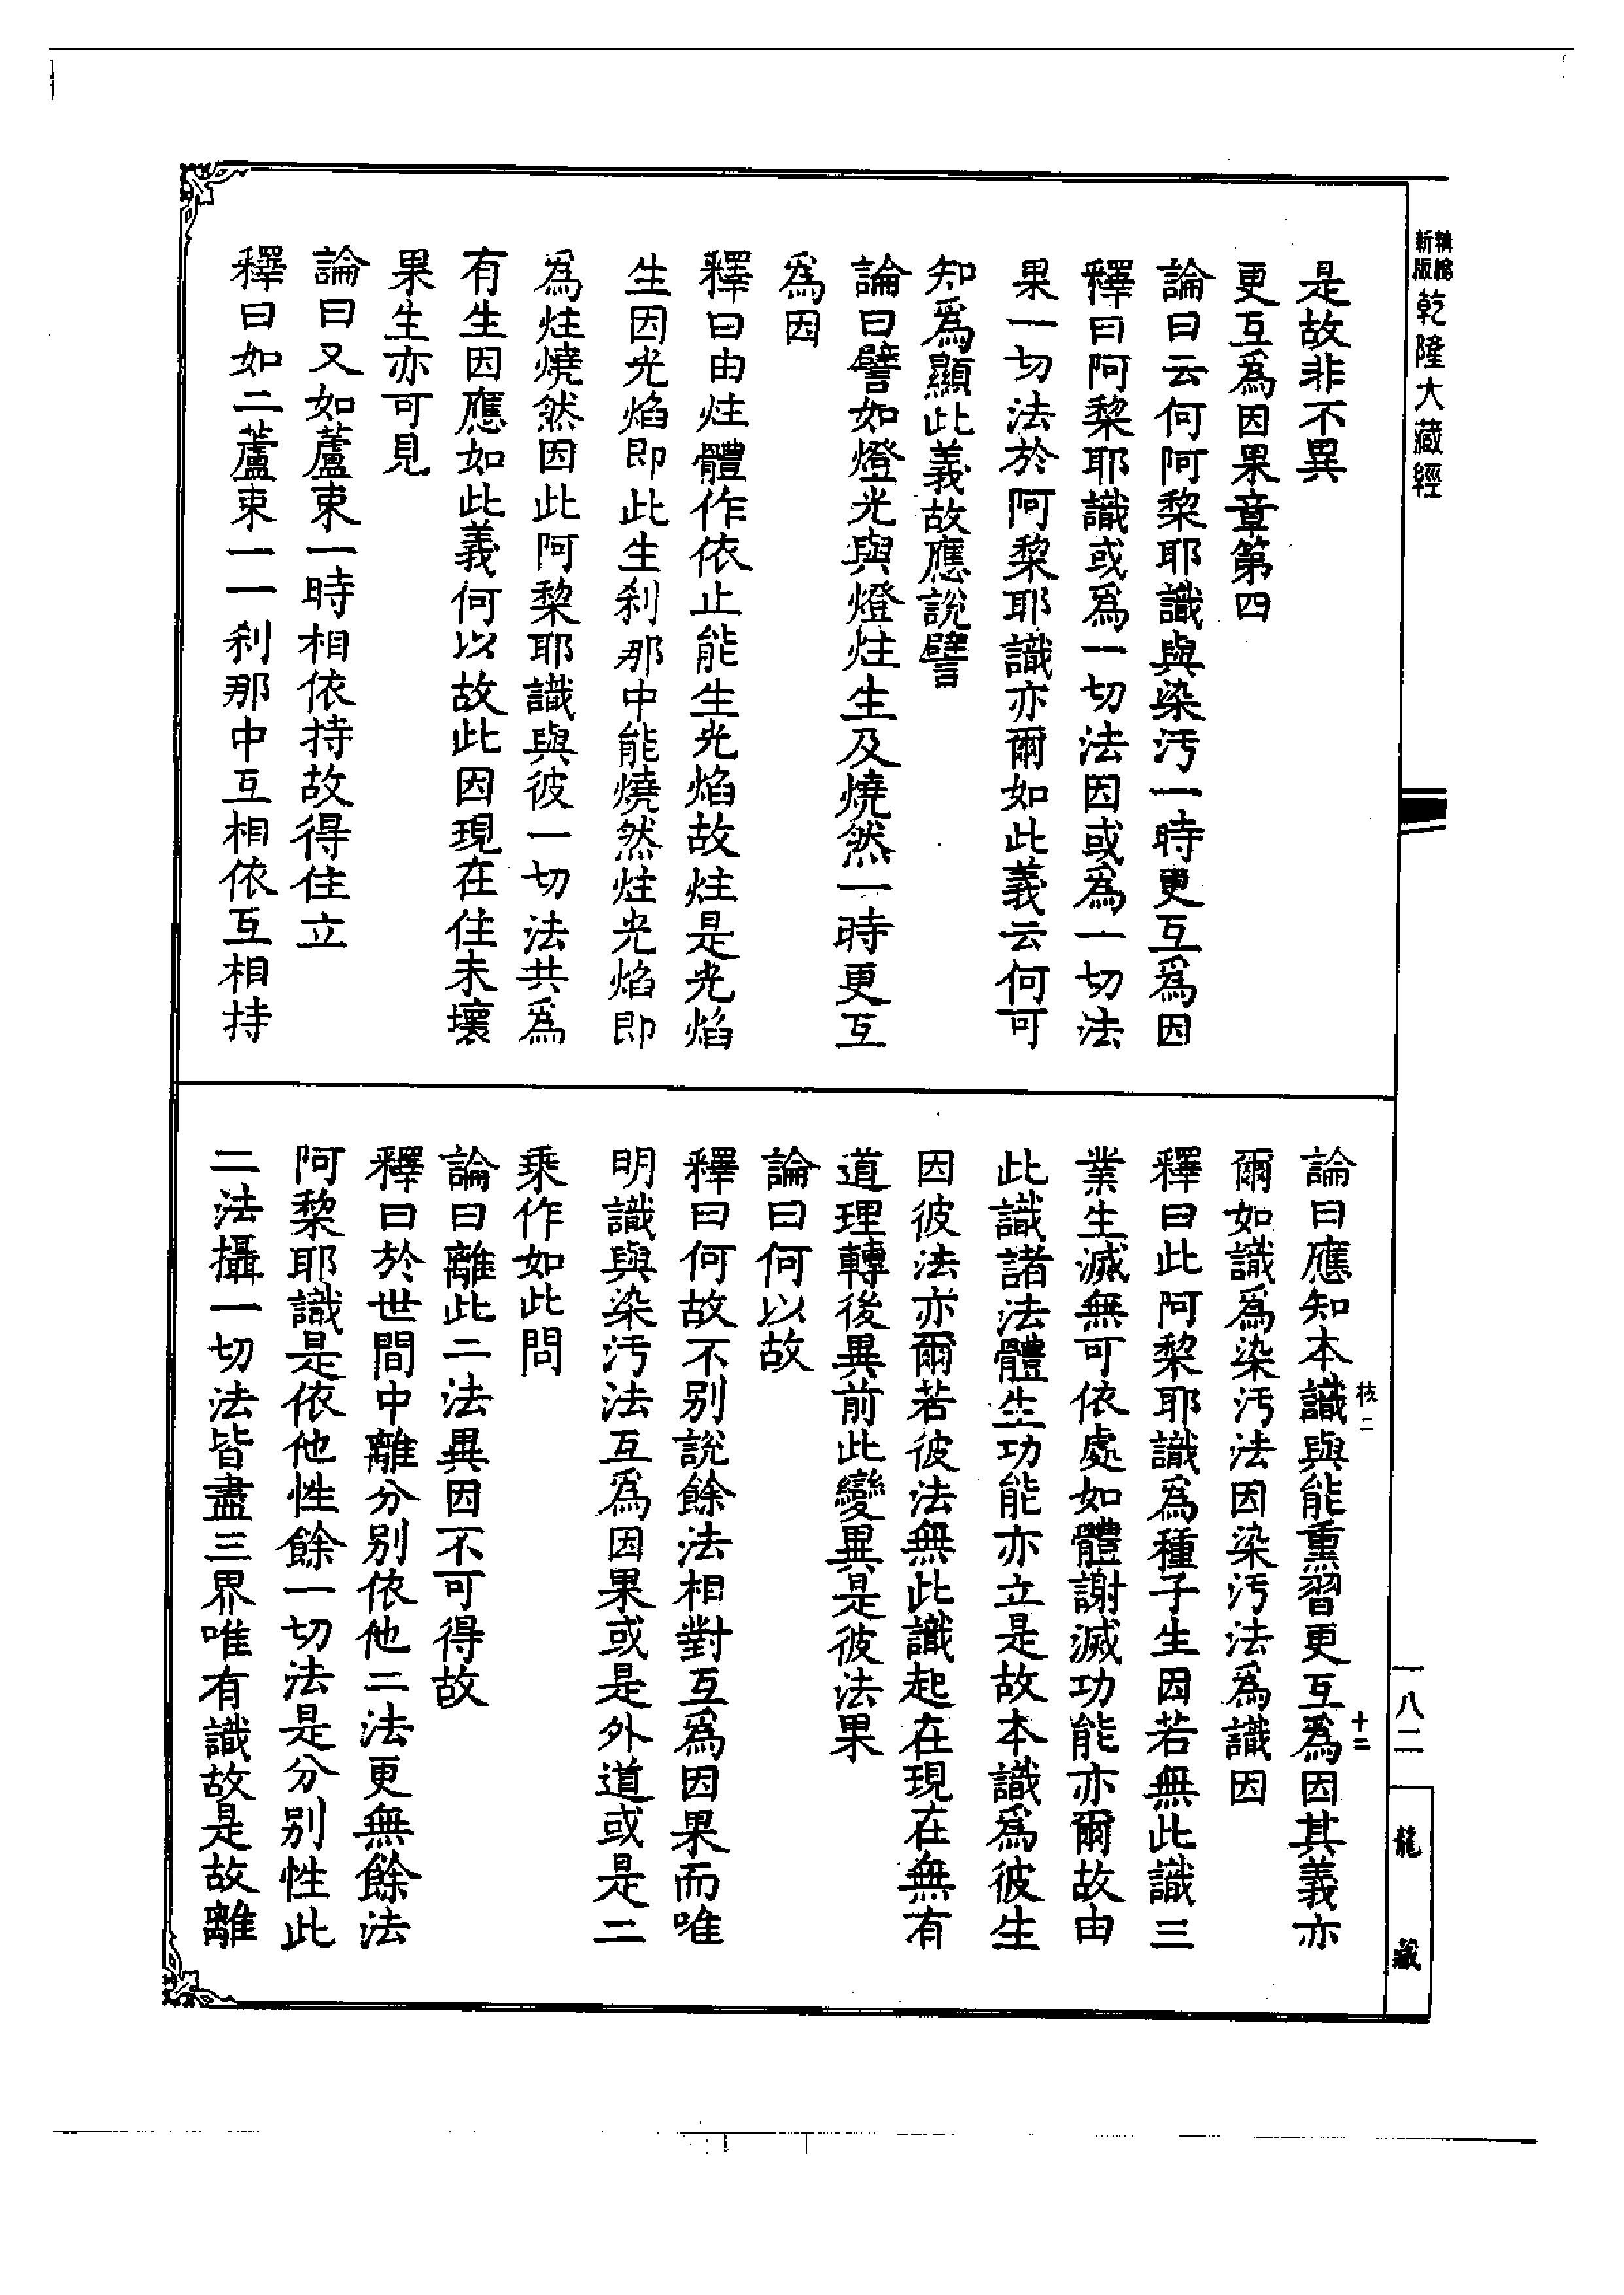 精縮新版乾隆大藏經
是故非不異
更互爲因果章第四
論曰云何阿黎耶識與染汚一時更互爲因
釋曰阿黎耶識或爲一切法因或爲一切法
果一切法於阿黎耶識亦爾如此義云何可
知爲顯此義故應説譬
論曰譬如燈光與燈炷生及燒然一時更互
爲因
釋曰由炷體作依止能生光焰故炷是光焰
生因光焰即此生刹那中能燒然炷光焰即
爲炷燒然因此阿黎耶識與彼一切法共爲
有生因應如此義何以故此因現在住未壞
果生亦可見
論曰又如蘆束一時相依持故得住立
釋曰如二蘆束一一刹那中互相依互相持
論曰應知本識與能熏習更互爲因其義亦
爾如識爲染汚法因染汚法爲識因
釋曰此阿黎耶識爲種子生因若無此識三
業生滅無可依處如體謝滅功能亦爾故由
此識諸法體生功能亦立是故本識爲彼生
因彼法亦爾若彼法無此識起在現在無有
道理轉後異前此變異是彼法果
論曰何以故
釋曰何故不别說餘法相對互爲因果而唯
明識與染汚法互爲因果或是外道或是二
乘作如此問
論曰離此二法異因不可得故
釋曰於世間中離分别依他二法更無餘法
阿黎耶識是依他性餘一切法是分别性此
二法攝一切法皆盡三界唯有識故是故離
枝二
十二
一八二
龍藏